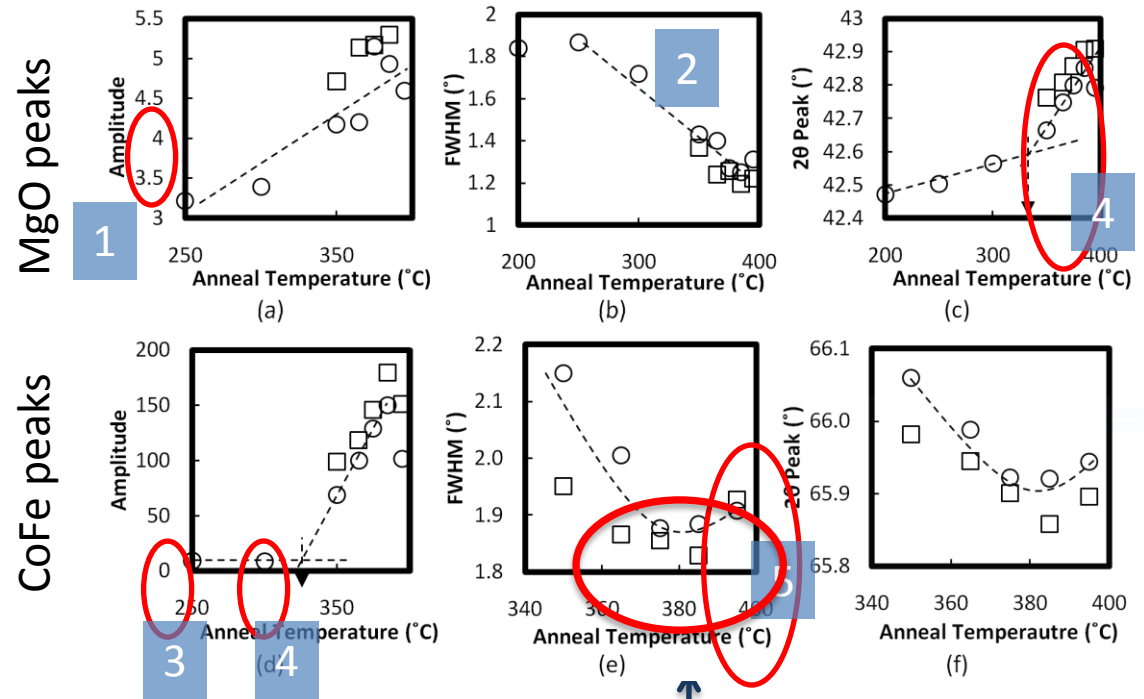 MgO peaks
Amplitude
5.5
5
4.5
4
3.5
3
250
350
Anneal Temperature (˚C)
(a)
1
FWHM (˚)
2
1.8
1.6
1.4
1.2
1
200
300
400
Anneal Temperature (˚C)
(b)
2
2θ Peak (˚)
43
42.9
42.8
42.7
42.6
42.5
42.4
200
300
400
Anneal Temperature (˚C)
(c)
4
CoFe peaks
Amplitude
200
150
100
50
0
250
350
Anneal Temperature (˚C)
(d)
3
4
FWHM (˚)
2.2
2.1
2.0
1.9
1.8
340
360
380
400
Anneal Temperature (˚C)
(e)
5
2θ Peak (˚)
66.1
66.0
65.9
65.8
340
360
380
400
Anneal Temperautre (˚C)
(f)